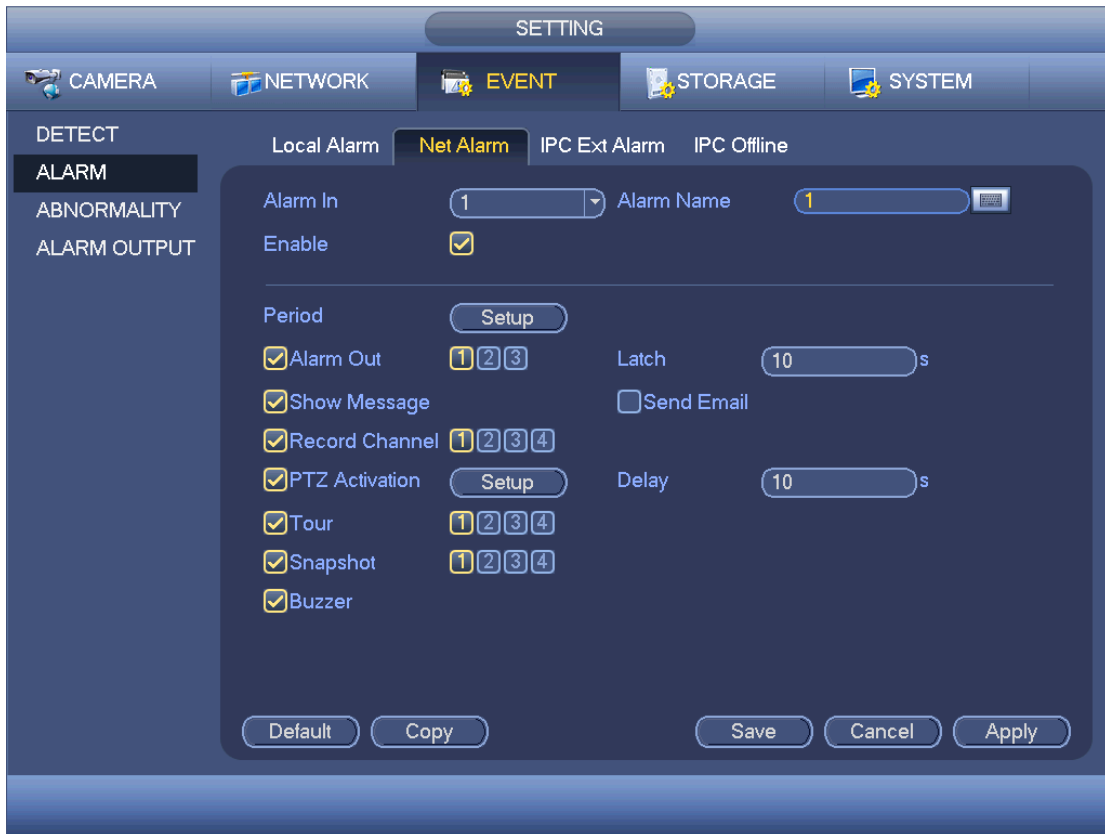 SETTING
CAMERA NETWORK EVENT STORAGE SYSTEM
DETECT
ALARM
ABNORMALITY
ALARM OUTPUT
Local Alarm Net Alarm IPC Ext Alarm IPC Offline
Alarm In 1 Alarm Name 1
Enable
Period Setup
Alarm Out 1 2 3 Latch 10 s
Show Message Send Email
Record Channel 1 2 3 4
PTZ Activation Setup Delay 10 s
Tour 1 2 3 4
Snapshot 1 2 3 4
Buzzer
Default Copy Save Cancel Apply